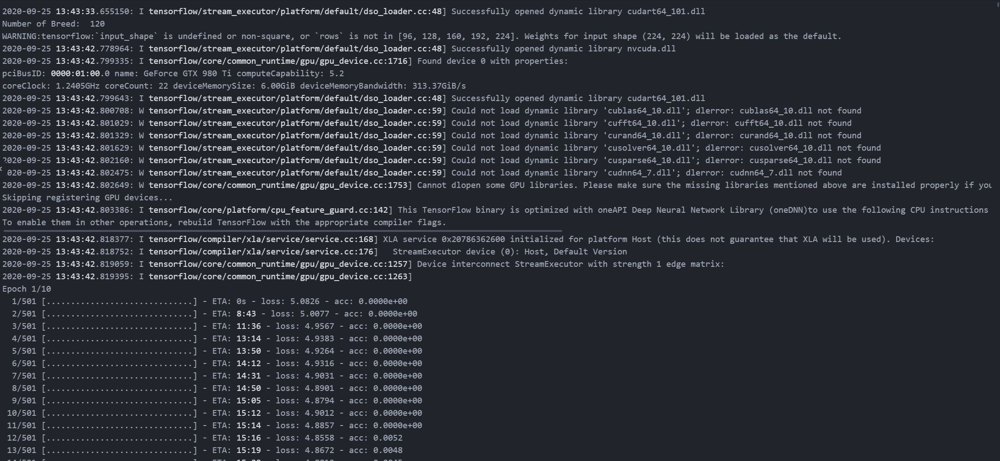 2020-09-25 13:43:33.655150: I tensorflow/stream_executor/platform/default/dso_loader.cc:48] Successfully opened dynamic library cudart64_101.dll
Number of Breed:  120
WARNING:tensorflow:`input_shape` is undefined or non-square, or `rows` is not in [96, 128, 160, 192, 224]. Weights for input shape (224, 224) will be loaded as the default.
2020-09-25 13:43:42.778964: I tensorflow/stream_executor/platform/default/dso_loader.cc:48] Successfully opened dynamic library nvcuda.dll
2020-09-25 13:43:42.799335: I tensorflow/core/common_runtime/gpu/gpu_device.cc:1716] Found device 0 with properties:
pciBusID: 0000:01:00.0 name: GeForce GTX 980 Ti computeCapability: 5.2
coreClock: 1.2405GHz coreCount: 22 deviceMemorySize: 6.00GiB deviceMemoryBandwidth: 313.37GiB/s
2020-09-25 13:43:42.799643: I tensorflow/stream_executor/platform/default/dso_loader.cc:48] Successfully opened dynamic library cudart64_101.dll
2020-09-25 13:43:42.800708: W tensorflow/stream_executor/platform/default/dso_loader.cc:59] Could not load dynamic library 'cublas64_10.dll'; dlerror: cublas64_10.dll not found
2020-09-25 13:43:42.801029: W tensorflow/stream_executor/platform/default/dso_loader.cc:59] Could not load dynamic library 'cufft64_10.dll'; dlerror: cufft64_10.dll not found
2020-09-25 13:43:42.801329: W tensorflow/stream_executor/platform/default/dso_loader.cc:59] Could not load dynamic library 'curand64_10.dll'; dlerror: curand64_10.dll not found
2020-09-25 13:43:42.801629: W tensorflow/stream_executor/platform/default/dso_loader.cc:59] Could not load dynamic library 'cusolver64_10.dll'; dlerror: cusolver64_10.dll not found
2020-09-25 13:43:42.802160: W tensorflow/stream_executor/platform/default/dso_loader.cc:59] Could not load dynamic library 'cusparse64_10.dll'; dlerror: cusparse64_10.dll not found
2020-09-25 13:43:42.802475: W tensorflow/stream_executor/platform/default/dso_loader.cc:59] Could not load dynamic library 'cudnn64_7.dll'; dlerror: cudnn64_7.dll not found
2020-09-25 13:43:42.802649: W tensorflow/core/common_runtime/gpu/gpu_device.cc:1753] Cannot dlopen some GPU libraries. Please make sure the missing libraries mentioned above are installed properly if you
Skipping registering GPU devices...
2020-09-25 13:43:42.803386: I tensorflow/core/platform/cpu_feature_guard.cc:142] This TensorFlow binary is optimized with oneAPI Deep Neural Network Library (oneDNN)to use the following CPU instructions
To enable them in other operations, rebuild TensorFlow with the appropriate compiler flags.
2020-09-25 13:43:42.818377: I tensorflow/compiler/xla/service/service.cc:168] XLA service 0x20786362600 initialized for platform Host (this does not guarantee that XLA will be used). Devices:
2020-09-25 13:43:42.818752: I tensorflow/compiler/xla/service/service.cc:176]   StreamExecutor device (0): Host, Default Version
2020-09-25 13:43:42.819059: I tensorflow/core/common_runtime/gpu/gpu_device.cc:1257] Device interconnect StreamExecutor with strength 1 edge matrix:
2020-09-25 13:43:42.819395: I tensorflow/core/common_runtime/gpu/gpu_device.cc:1263]
Epoch 1/10
  1/501 [..............................] - ETA: 0s - loss: 5.0826 - acc: 0.0000e+00
  2/501 [..............................] - ETA: 8:43 - loss: 5.0077 - acc: 0.0000e+00
  3/501 [..............................] - ETA: 11:36 - loss: 4.9567 - acc: 0.0000e+00
  4/501 [..............................] - ETA: 13:14 - loss: 4.9383 - acc: 0.0000e+00
  5/501 [..............................] - ETA: 13:50 - loss: 4.9264 - acc: 0.0000e+00
  6/501 [..............................] - ETA: 14:12 - loss: 4.9316 - acc: 0.0000e+00
  7/501 [..............................] - ETA: 14:31 - loss: 4.9031 - acc: 0.0000e+00
  8/501 [..............................] - ETA: 14:50 - loss: 4.8901 - acc: 0.0000e+00
  9/501 [..............................] - ETA: 15:05 - loss: 4.8794 - acc: 0.0000e+00
 10/501 [..............................] - ETA: 15:12 - loss: 4.9012 - acc: 0.0000e+00
 11/501 [..............................] - ETA: 15:14 - loss: 4.8857 - acc: 0.0000e+00
 12/501 [..............................] - ETA: 15:16 - loss: 4.8558 - acc: 0.0052
 13/501 [..............................] - ETA: 15:19 - loss: 4.8672 - acc: 0.0048